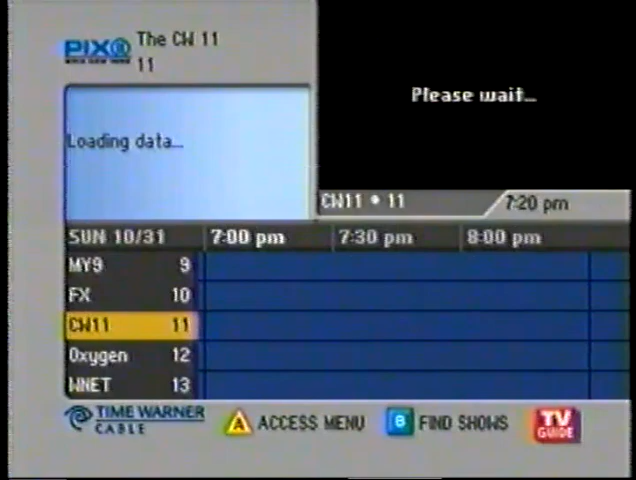 PIX
The CW 11
11
Please wait...
Loading data...
CW11 • 11
7:20 pm
SUN 10/31 7:00 pm 7:30 pm 8:00 pm
MY9 9
FX 10
CW11 11
Oxygen 12
WNET 13
TIME WARNER CABLE
A ACCESS MENU
B FIND SHOWS
TV GUIDE